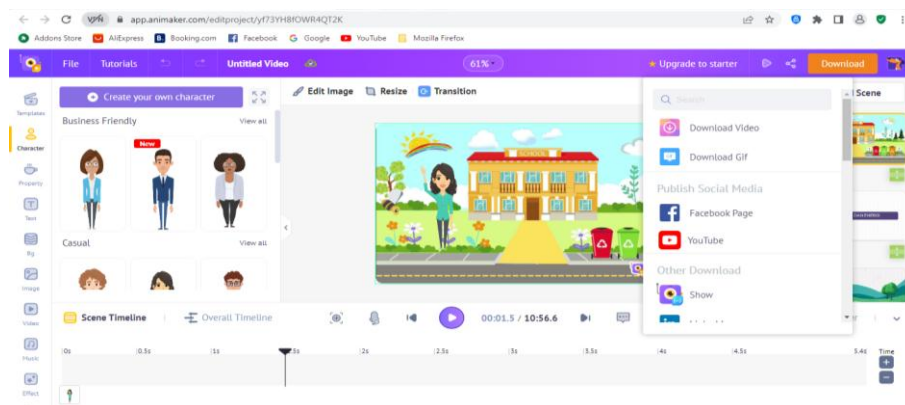 VPN app.animaker.com/editproject/yf73YH8fOWR4QT2K
Addons Store AliExpress Booking.com Facebook Google YouTube Mozilla Firefox
File Tutorials Untitled Video 61% Upgrade to starter Download
Create your own character
Edit Image Resize Transition
Search
Scene
Templates
Business Friendly View all
Download Video
Character
New
Download Gif
Property
SCHOOL
Publish Social Media
Text
Facebook Page
Bg
Casual View all
YouTube
Image
Other Download
Show
Video
Scene Timeline Overall Timeline 00:01.5 / 10:56.6
Music
0s 0.5s 1s 1.5s 2s 2.5s 3s 3.5s 4s 4.5s 5.4s Time
Effect